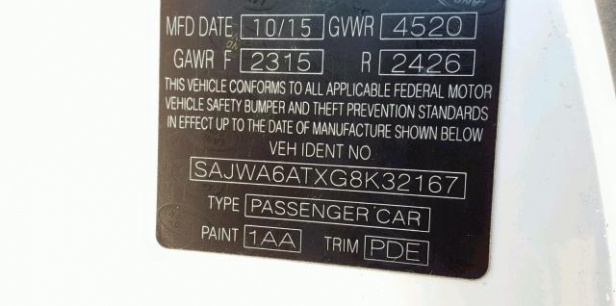 MFD DATE 10/15 GVWR 4520
GAWR F 2315 R 2426
THIS VEHICLE CONFORMS TO ALL APPLICABLE FEDERAL MOTOR
VEHICLE SAFETY BUMPER AND THEFT PREVENTION STANDARDS
IN EFFECT UP TO THE DATE OF MANUFACTURE SHOWN BELOW
VEH IDENT NO
SAJWA6ATXG8K32167
TYPE PASSENGER CAR
PAINT 1AA TRIM PDE